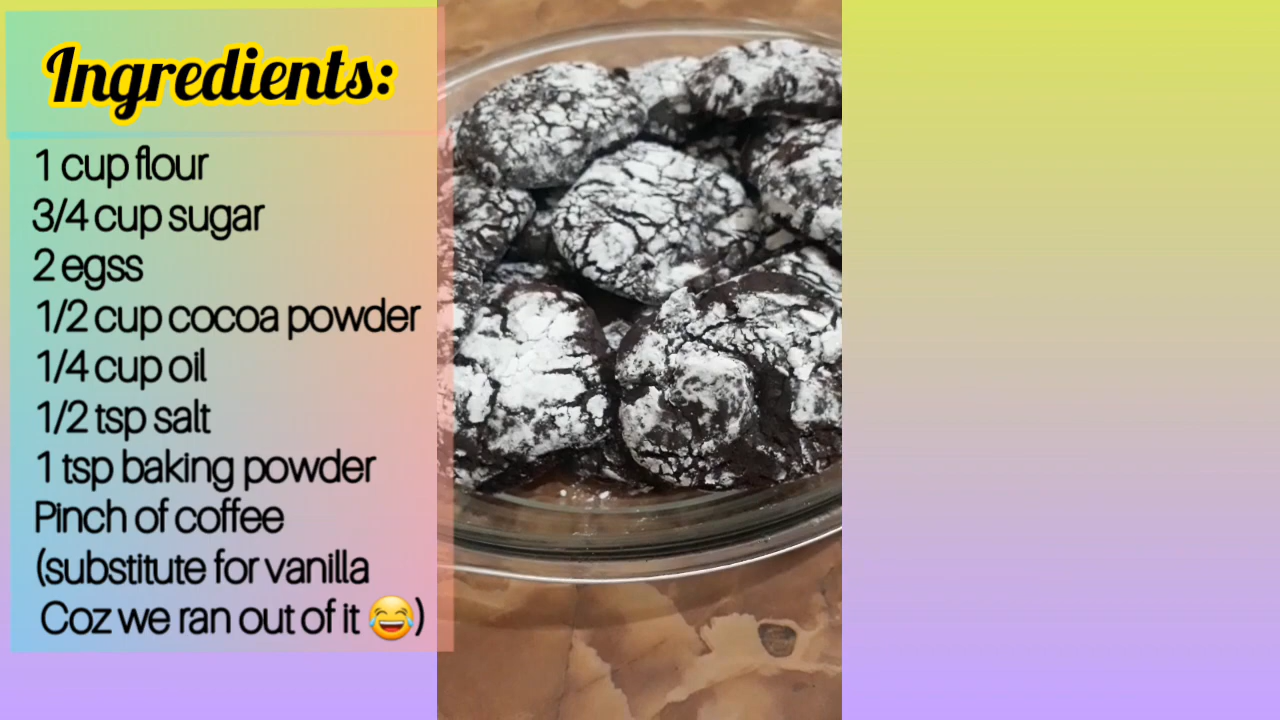 Ingredients:
1 cup flour
3/4 cup sugar
2 egss
1/2 cup cocoa powder
1/4 cup oil
1/2 tsp salt
1 tsp baking powder
Pinch of coffee
(substitute for vanilla
Coz we ran out of it 😂)